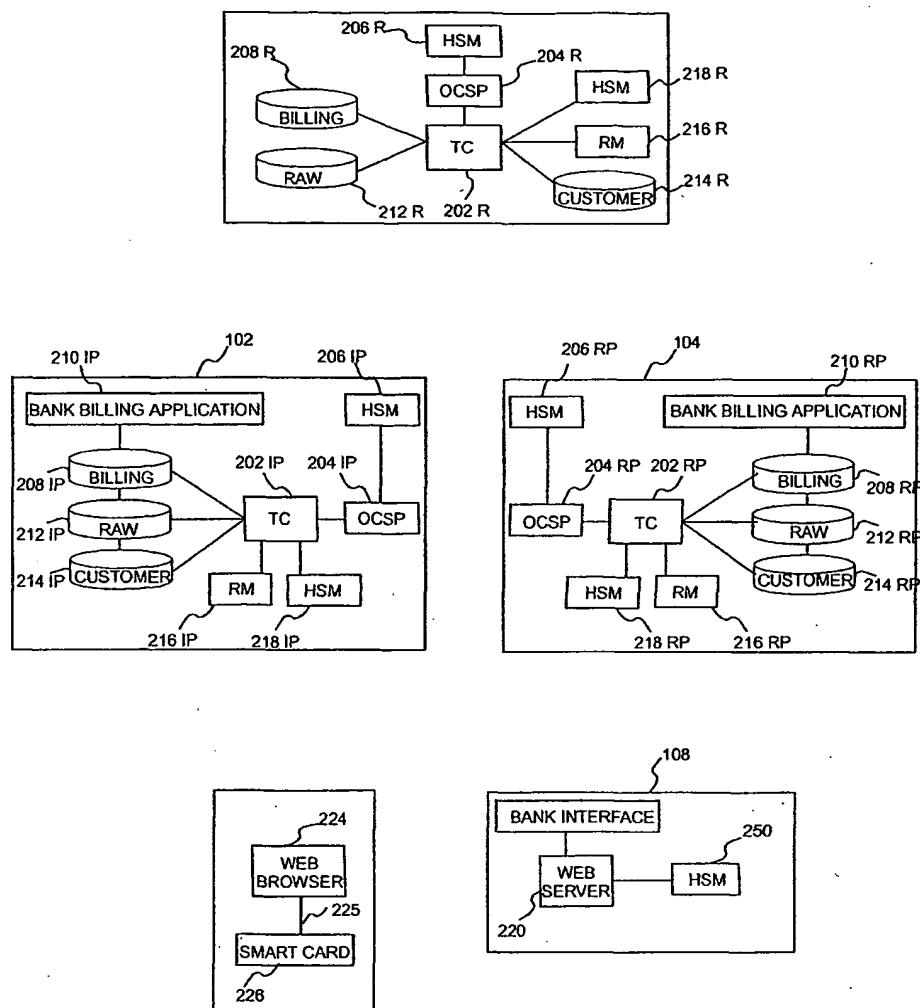 206 R
HSM
208 R
204 R
OCSP
HSM
218 R
BILLING
TC
RM
216 R
RAW
CUSTOMER
214 R
212 R
202 R
210 IP
102
206 IP
BANK BILLING APPLICATION
HSM
202 IP
204 IP
208 IP
BILLING
TC
OCSP
212 IP
RAW
214 IP
CUSTOMER
RM
HSM
216 IP
218 IP
206 RP
104
210 RP
HSM
BANK BILLING APPLICATION
204 RP
202 RP
BILLING
208 RP
OCSP
TC
RAW
212 RP
CUSTOMER
214 RP
HSM
RM
218 RP
216 RP
224
WEB
BROWSER
225
SMART CARD
226
108
BANK INTERFACE
250
WEB
SERVER
HSM
220